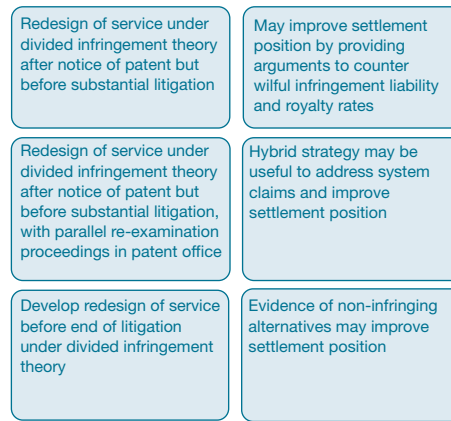 Redesign of service under
divided infringement theory
after notice of patent but
before substantial litigation
May improve settlement
position by providing
arguments to counter
wilful infringement liability
and royalty rates
Redesign of service under
divided infringement theory
after notice of patent but
before substantial litigation,
with parallel re-examination
proceedings in patent office
Hybrid strategy may be
useful to address system
claims and improve
settlement position
Develop redesign of service
before end of litigation
under divided infringement
theory
Evidence of non-infringing
alternatives may improve
settlement position